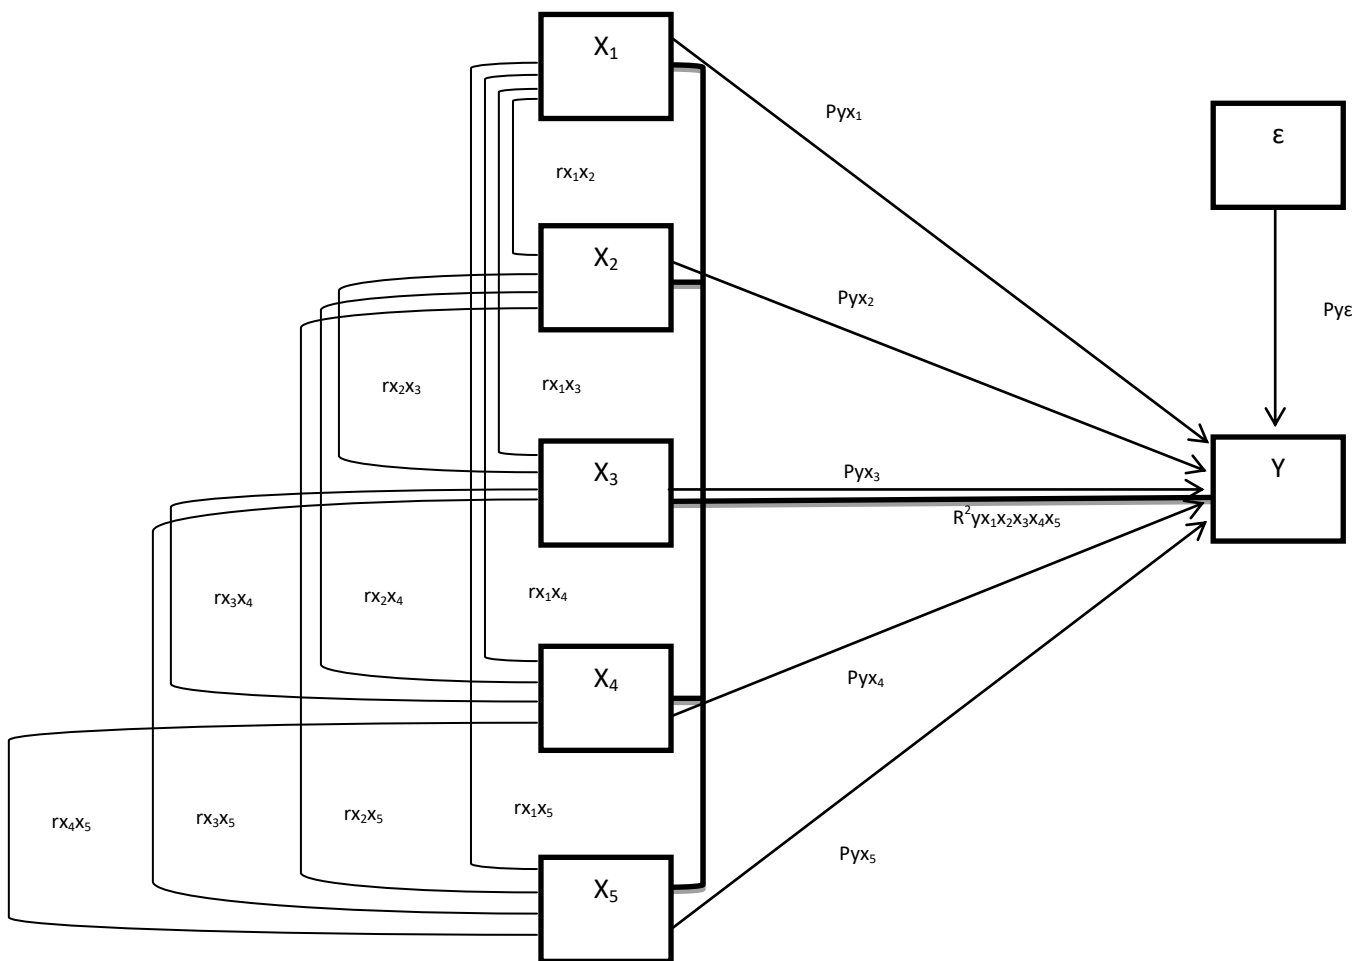 X₁
Pyx₁
ε
rx₁x₂
X₂
Pyx₂
Pyε
rx₂x₃
rx₁x₃
X₃
Pyx₃
Y
R²yx₁x₂x₃x₄x₅
rx₃x₄
rx₂x₄
rx₁x₄
X₄
Pyx₄
rx₄x₅
rx₃x₅
rx₂x₅
rx₁x₅
Pyx₅
X₅